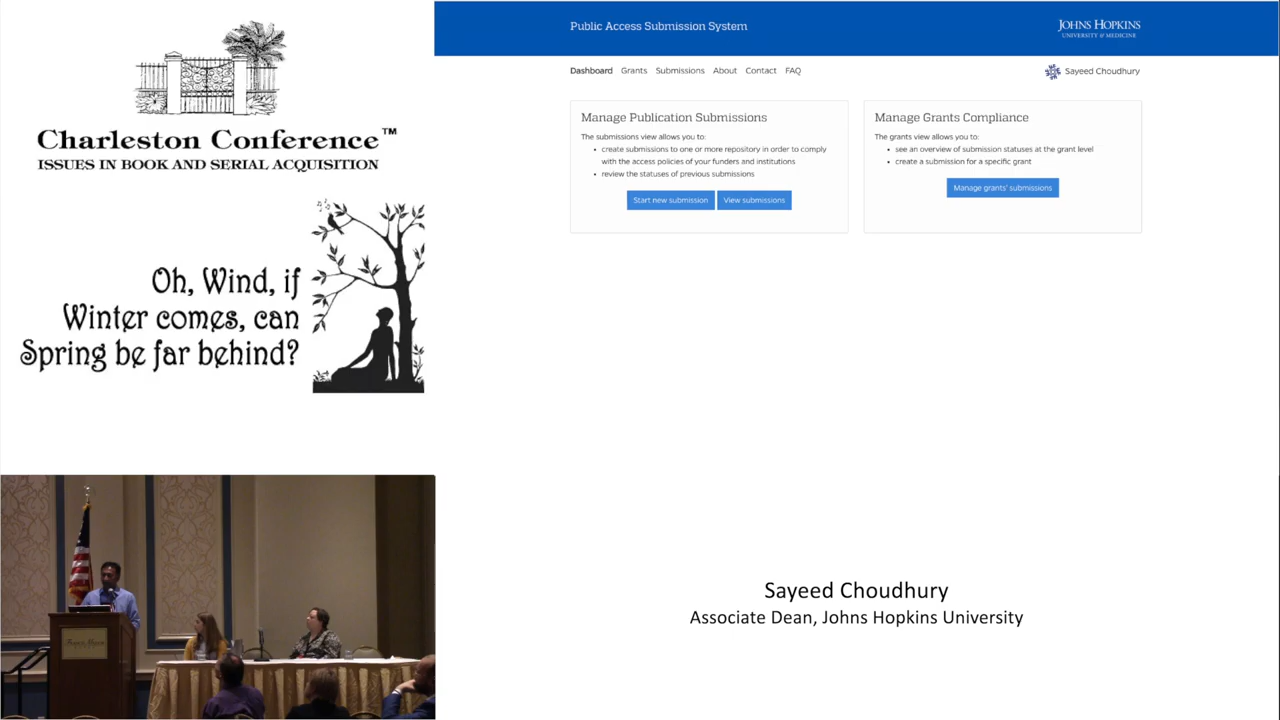 Charleston Conference™
ISSUES IN BOOK AND SERIAL ACQUISITION
Oh, Wind, if
Winter comes, can
Spring be far behind?
Public Access Submission System
JOHNS HOPKINS
UNIVERSITY & MEDICINE
Dashboard Grants Submissions About Contact FAQ
Sayeed Choudhury
Manage Publication Submissions
The submissions view allows you to:
• create submissions to one or more repository in order to comply
with the access policies of your funders and institutions
• review the statuses of previous submissions
Start new submission View submissions
Manage Grants Compliance
The grants view allows you to:
• see an overview of submission statuses at the grant level
• create a submission for a specific grant
Manage grants' submissions
Sayeed Choudhury
Associate Dean, Johns Hopkins University